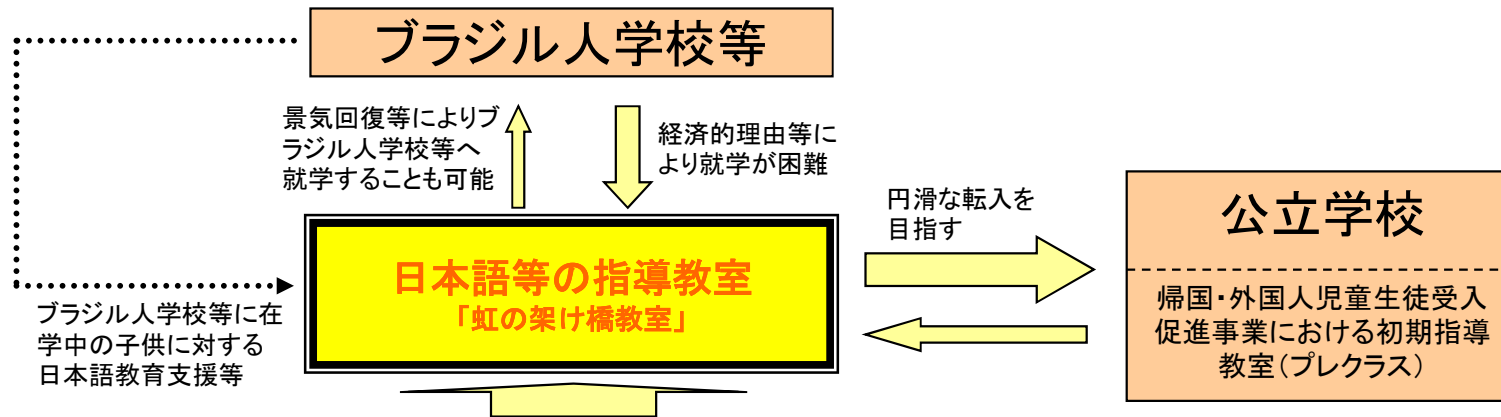 ブラジル人学校等
景気回復等によりブ
ラジル人学校等へ
就学することも可能
経済的理由等に
より就学が困難
円滑な転入を
目指す
公立学校
帰国・外国人児童生徒受入
促進事業における初期指導
教室(プレクラス)
日本語等の指導教室
「虹の架け橋教室」
ブラジル人学校等に在
学中の子供に対する
日本語教育支援等